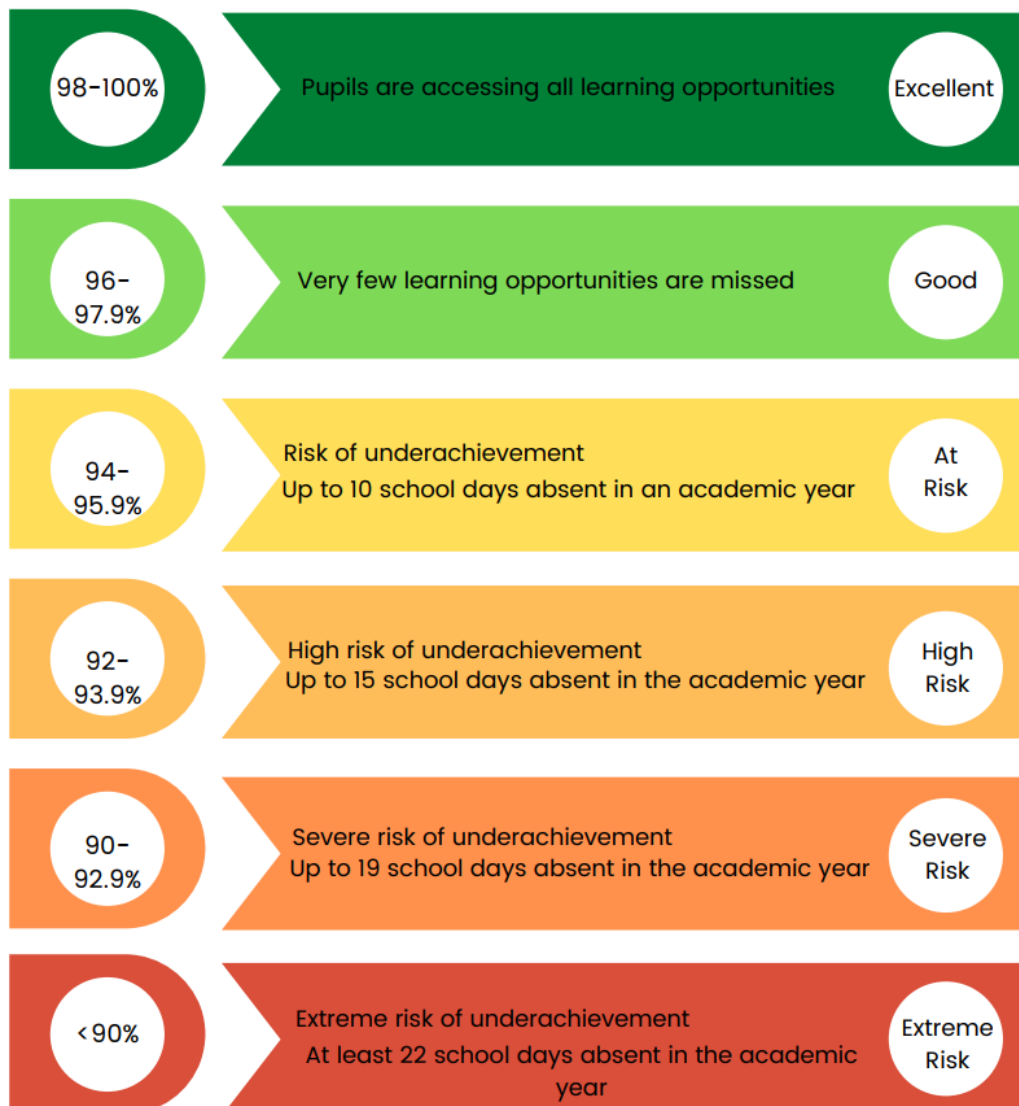 98-100%
Pupils are accessing all learning opportunities
Excellent
96-
97.9%
Very few learning opportunities are missed
Good
94-
95.9%
Risk of underachievement
Up to 10 school days absent in an academic year
At
Risk
92-
93.9%
High risk of underachievement
Up to 15 school days absent in the academic year
High
Risk
90-
92.9%
Severe risk of underachievement
Up to 19 school days absent in the academic year
Severe
Risk
<90%
Extreme risk of underachievement
At least 22 school days absent in the academic
year
Extreme
Risk